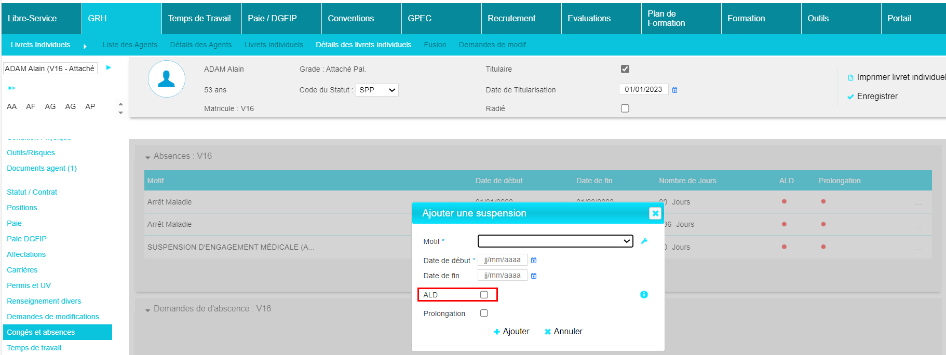 Libre-Service GRH Temps de Travail Paie / DGFIP Conventions GPEC Recrutement Evaluations Plan de Formation Formation Outils Portail
Livrets Individuels Liste des Agents Détails des Agents Livrets individuels Détails des livrets individuels Fusion Demandes de modif
ADAM Alain (V16 - Attaché
AA AF AG AG AP
ADAM Alain Grade : Attaché Pal. Titulaire
53 ans Code du Statut : SPP Date de Titularisation 01/01/2023
Matricule : V16 Radié
Imprimer livret individuel
Enregistrer
Outils/Risques
Documents agent (1)
Statut / Contrat
Positions
Paie
Paie DGFIP
Affectations
Carrières
Permis et UV
Renseignement divers
Demandes de modifications
Congés et absences
Temps de travail
Absences : V16
Motif Date de début Date de fin Nombre de Jours ALD Prolongation
Arrêt Maladie Jours ...
Arrêt Maladie Jours
SUSPENSION D'ENGAGEMENT MÉDICALE (A... Jours
Demandes de d'abscence : V16
Ajouter une suspension
Motif *
Date de début * jj/mm/aaaa
Date de fin jj/mm/aaaa
ALD
Prolongation
Ajouter Annuler